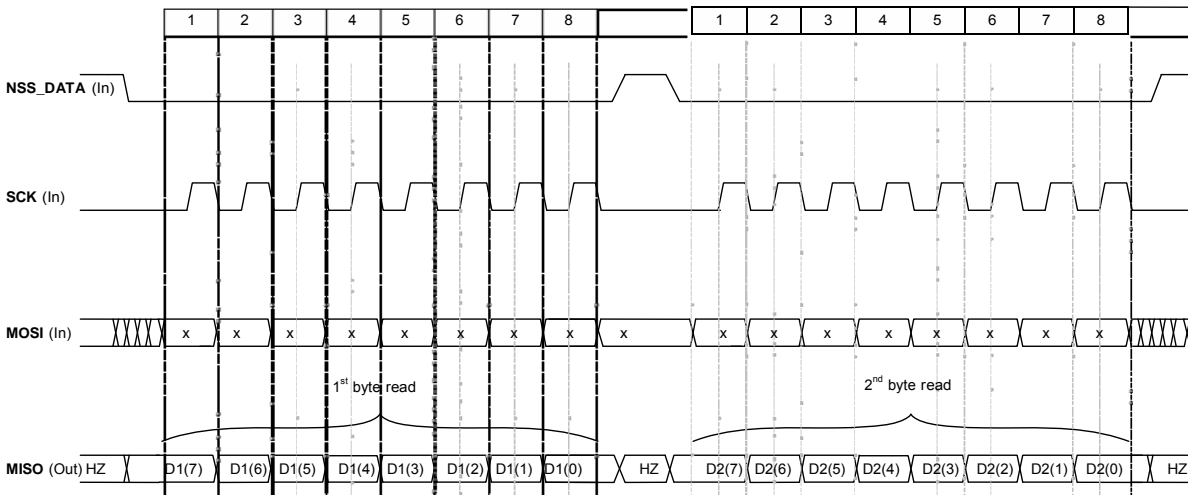 1 2 3 4 5 6 7 8 1 2 3 4 5 6 7 8
NSS_DATA (In)
SCK (In)
MOSI (In) x x x x x x x x x x x x x x x x x
1st byte read 2nd byte read
MISO (Out) HZ D1(7) D1(6) D1(5) D1(4) D1(3) D1(2) D1(1) D1(0) HZ D2(7) D2(6) D2(5) D2(4) D2(3) D2(2) D2(1) D2(0) HZ